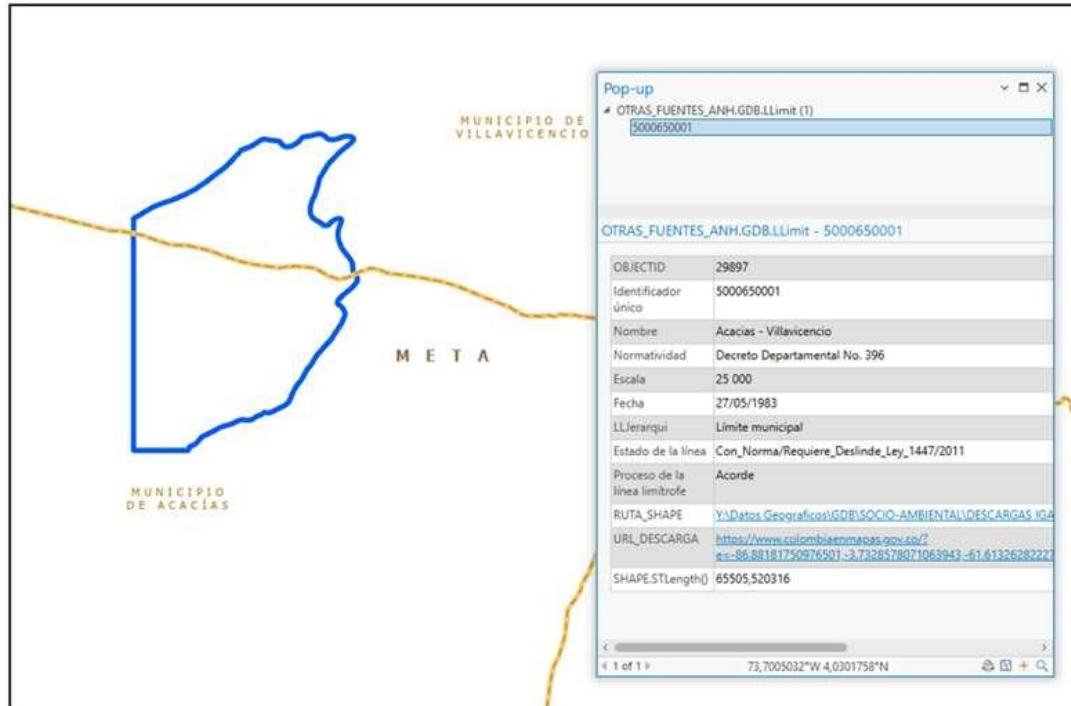 MUNICIPIO DE
VILLAVICENCIO
M E T A
MUNICIPIO
DE ACACÍAS
Pop-up
OTRAS_FUENTES_ANH.GDB.LLimit (1)
5000650001
OTRAS_FUENTES_ANH.GDB.LLimit - 5000650001
OBJECTID 29897
Identificador único 5000650001
Nombre Acacias - Villavicencio
Normatividad Decreto Departamental No. 396
Escala 25 000
Fecha 27/05/1983
LLJerarqui Límite municipal
Estado de la línea Con_Norma/Requiere_Deslinde_Ley_1447/2011
Proceso de la línea limítrofe Acorde
RUTA_SHAPE Y:\Datos Geograficos\GDB\SOCIO-AMBIENTAL\DESCARGAS IGA
URL_DESCARGA https://www.colombiaenmapas.gov.co/?
e=-86.88181750976501,-3.7328578071063943,-61.61326282227
SHAPE.STLength() 65505,520316
1 of 1
73,7005032°W 4,0301758°N